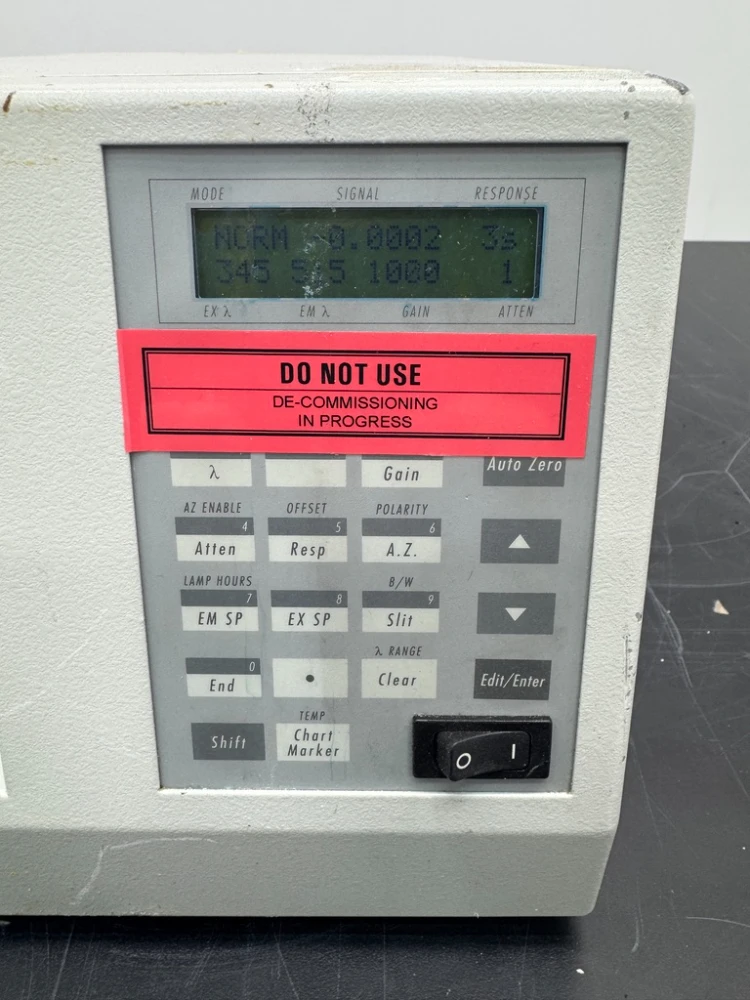 MODE SIGNAL RESPONSE
NORM -0.0002 3s
345 5 5 1000 1
EX λ EM λ GAIN ATTEN
DO NOT USE
DE-COMMISSIONING
IN PROGRESS
λ Gain Auto Zero
AZ ENABLE OFFSET POLARITY
4 5 6
Atten Resp A.Z. ▲
LAMP HOURS B/W
7 8 9
EM SP EX SP Slit ▼
λ RANGE
0
End • Clear Edit/Enter
TEMP
Shift Chart
Marker
O I